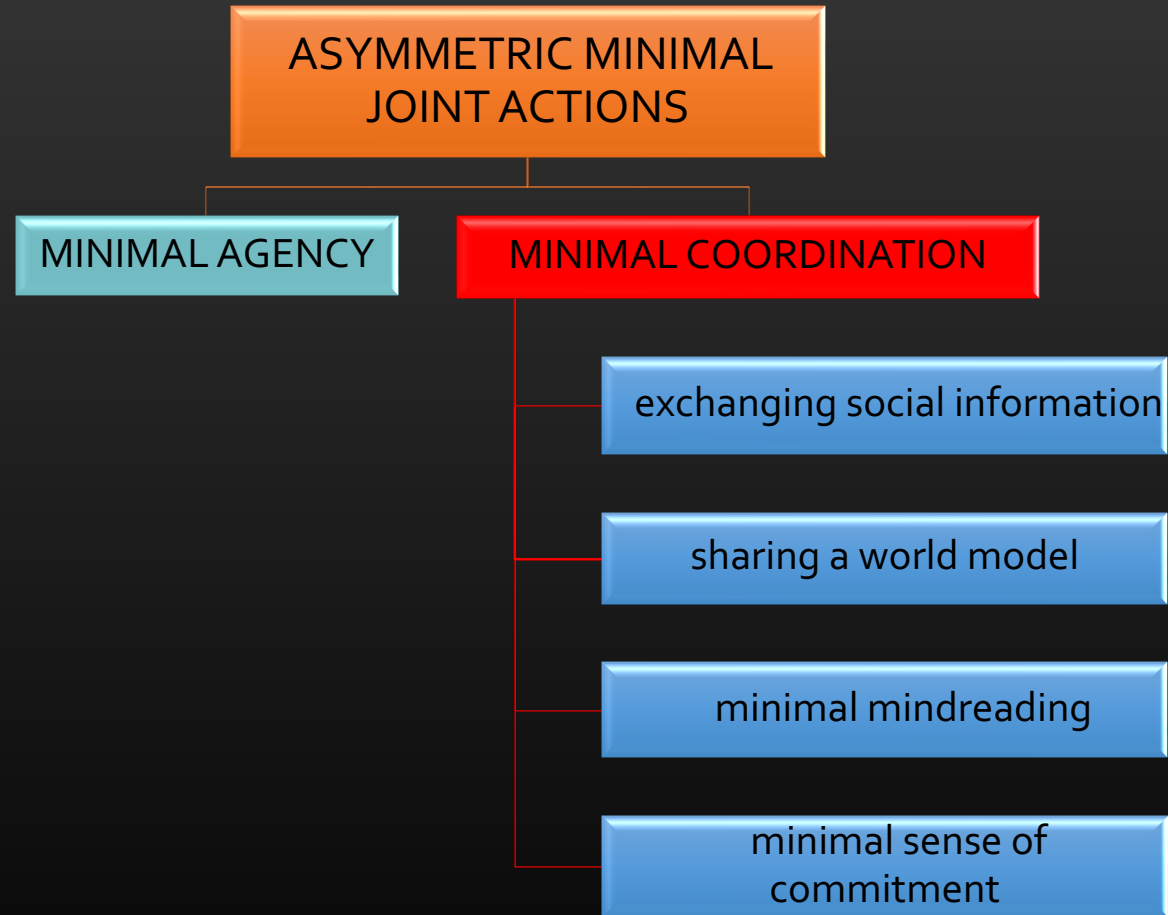 ASYMMETRIC MINIMAL
JOINT ACTIONS
MINIMAL AGENCY
MINIMAL COORDINATION
exchanging social information
sharing a world model
minimal mindreading
minimal sense of
commitment